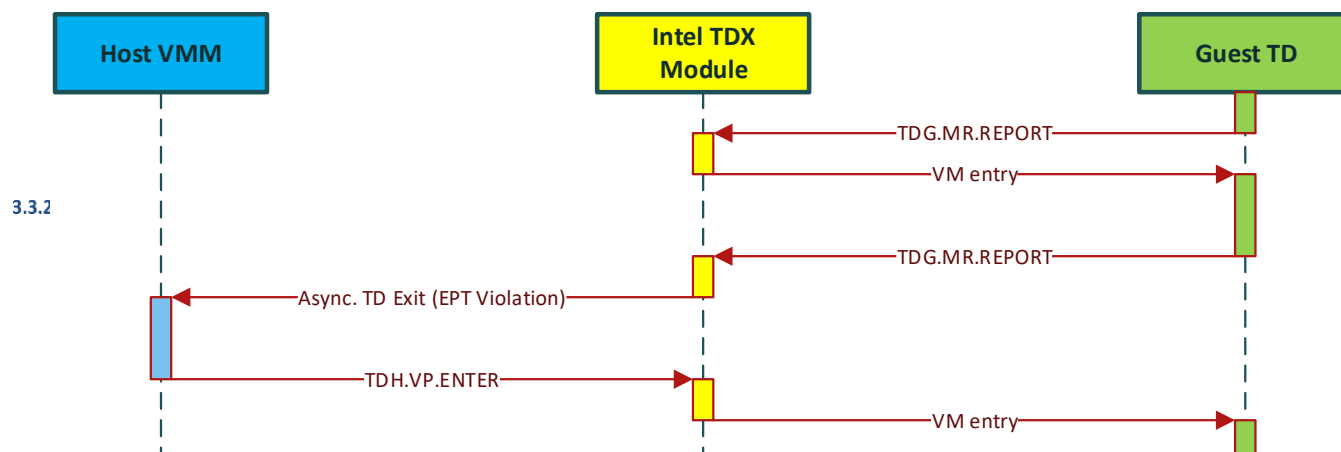 Host VMM
Intel TDX
Module
Guest TD
TDG.MR.REPORT
VM entry
3.3.2
TDG.MR.REPORT
Async. TD Exit (EPT Violation)
TDH.VP.ENTER
VM entry